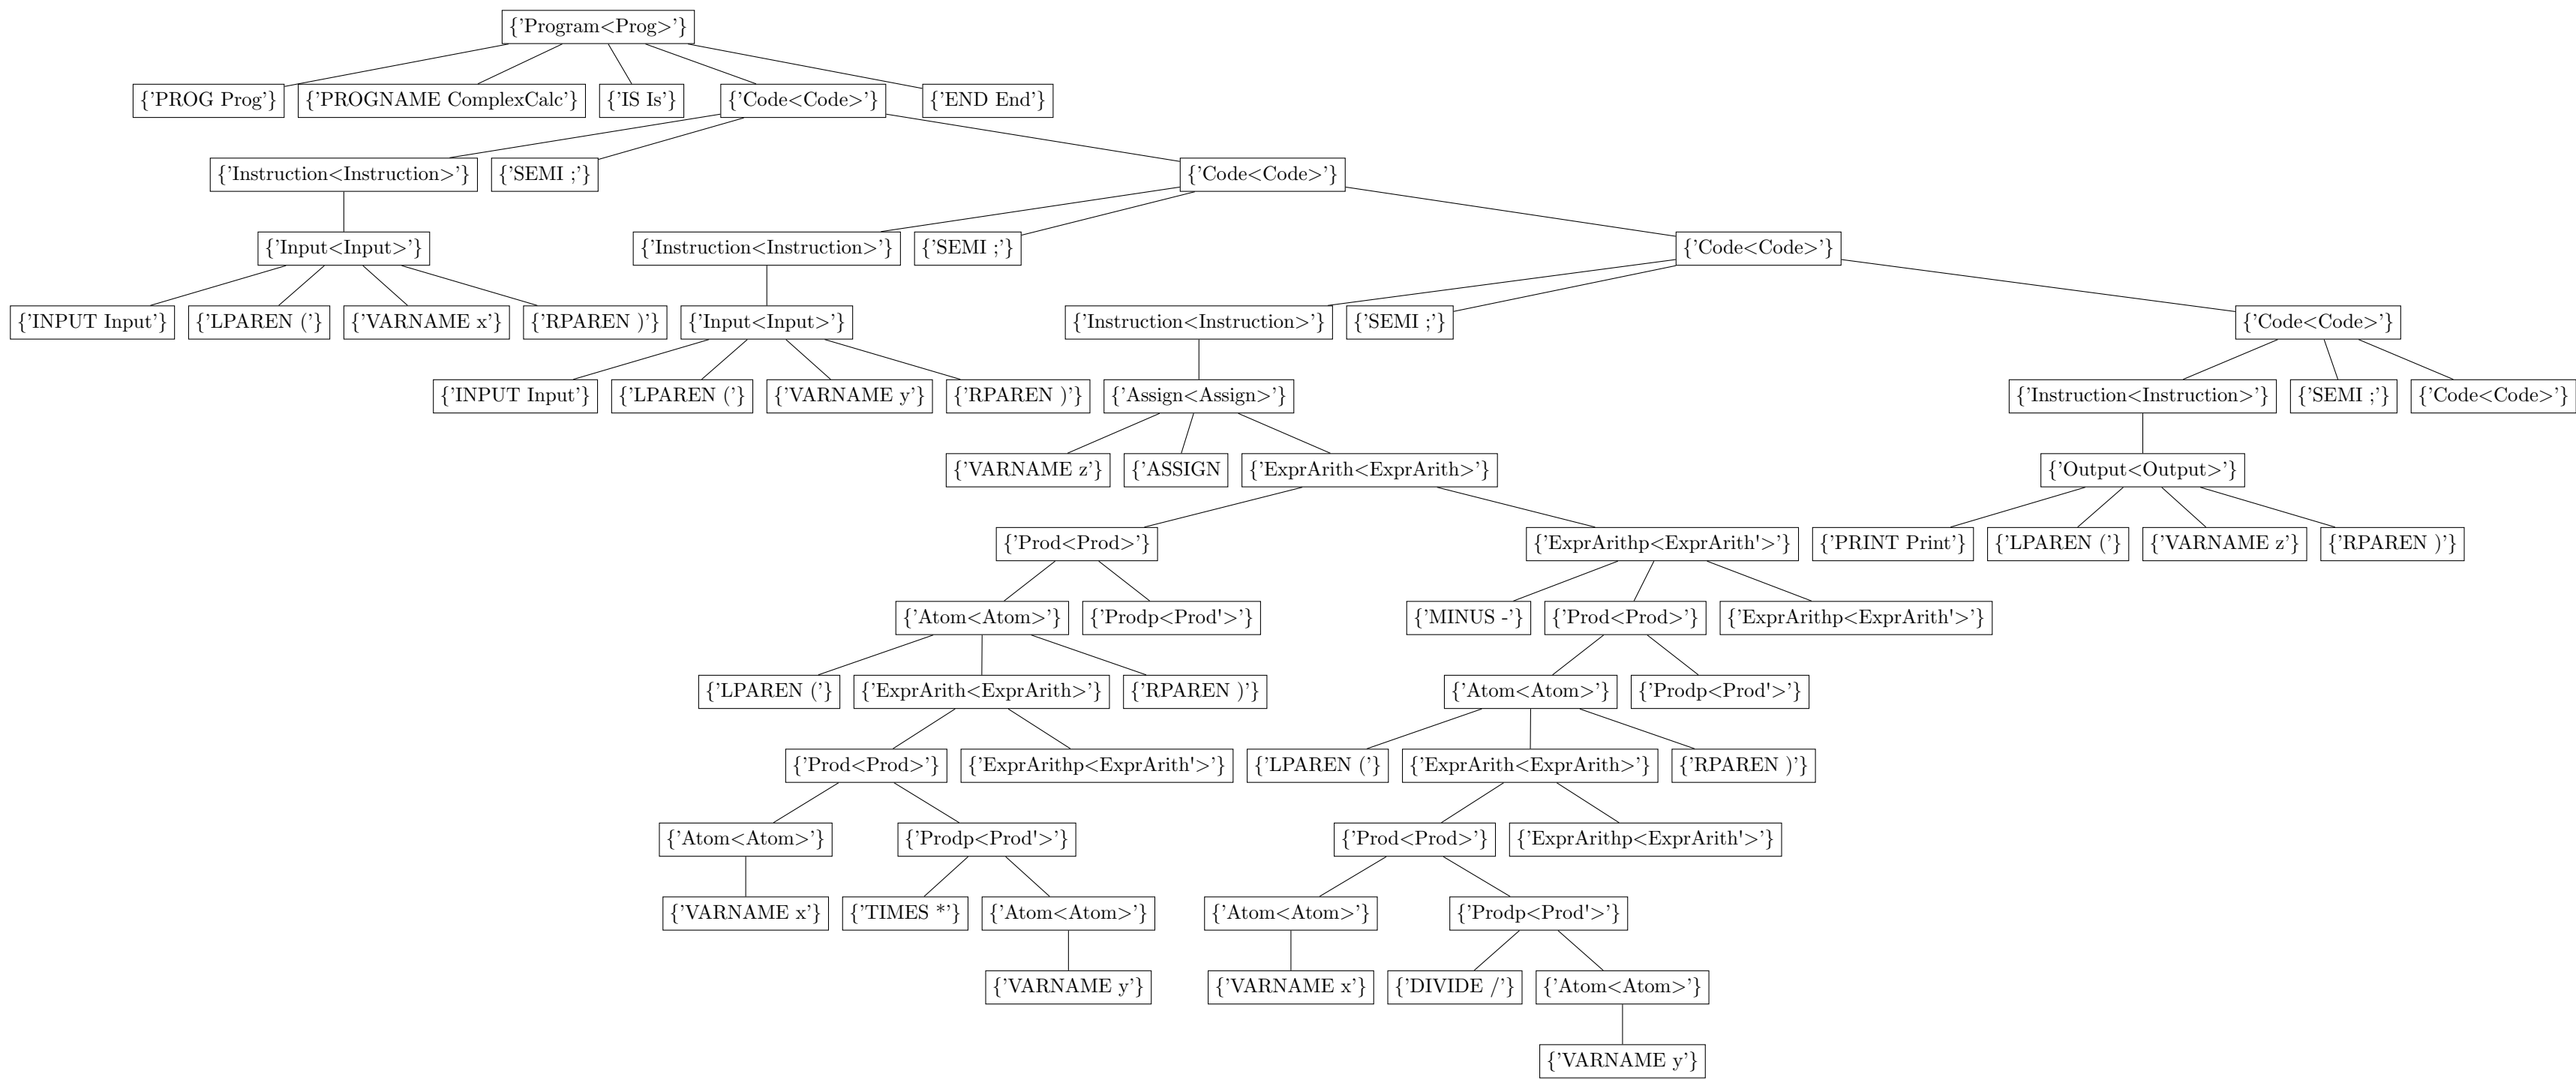 {'Program<Prog>'}
{'PROG Prog'} {'PROGNAME ComplexCalc'} {'IS Is'} {'Code<Code>'} {'END End'}
{'Instruction<Instruction>'} {'SEMI ;'} {'Code<Code>'}
{'Input<Input>'} {'Instruction<Instruction>'} {'SEMI ;'} {'Code<Code>'}
{'INPUT Input'} {'LPAREN ('} {'VARNAME x'} {'RPAREN )'} {'Input<Input>'} {'Instruction<Instruction>'} {'SEMI ;'} {'Code<Code>'}
{'INPUT Input'} {'LPAREN ('} {'VARNAME y'} {'RPAREN )'} {'Assign<Assign>'} {'Instruction<Instruction>'} {'SEMI ;'} {'Code<Code>'}
{'VARNAME z'} {'ASSIGN {'ExprArith<ExprArith>'} {'Output<Output>'}
{'Prod<Prod>'} {'ExprArithp<ExprArith'>'} {'PRINT Print'} {'LPAREN ('} {'VARNAME z'} {'RPAREN )'}
{'Atom<Atom>'} {'Prodp<Prod'>'} {'MINUS -'} {'Prod<Prod>'} {'ExprArithp<ExprArith'>'}
{'LPAREN ('} {'ExprArith<ExprArith>'} {'RPAREN )'} {'Atom<Atom>'} {'Prodp<Prod'>'}
{'Prod<Prod>'} {'ExprArithp<ExprArith'>'} {'LPAREN ('} {'ExprArith<ExprArith>'} {'RPAREN )'}
{'Atom<Atom>'} {'Prodp<Prod'>'} {'Prod<Prod>'} {'ExprArithp<ExprArith'>'}
{'VARNAME x'} {'TIMES *'} {'Atom<Atom>'} {'Atom<Atom>'} {'Prodp<Prod'>'}
{'VARNAME y'} {'VARNAME x'} {'DIVIDE /'} {'Atom<Atom>'}
{'VARNAME y'}